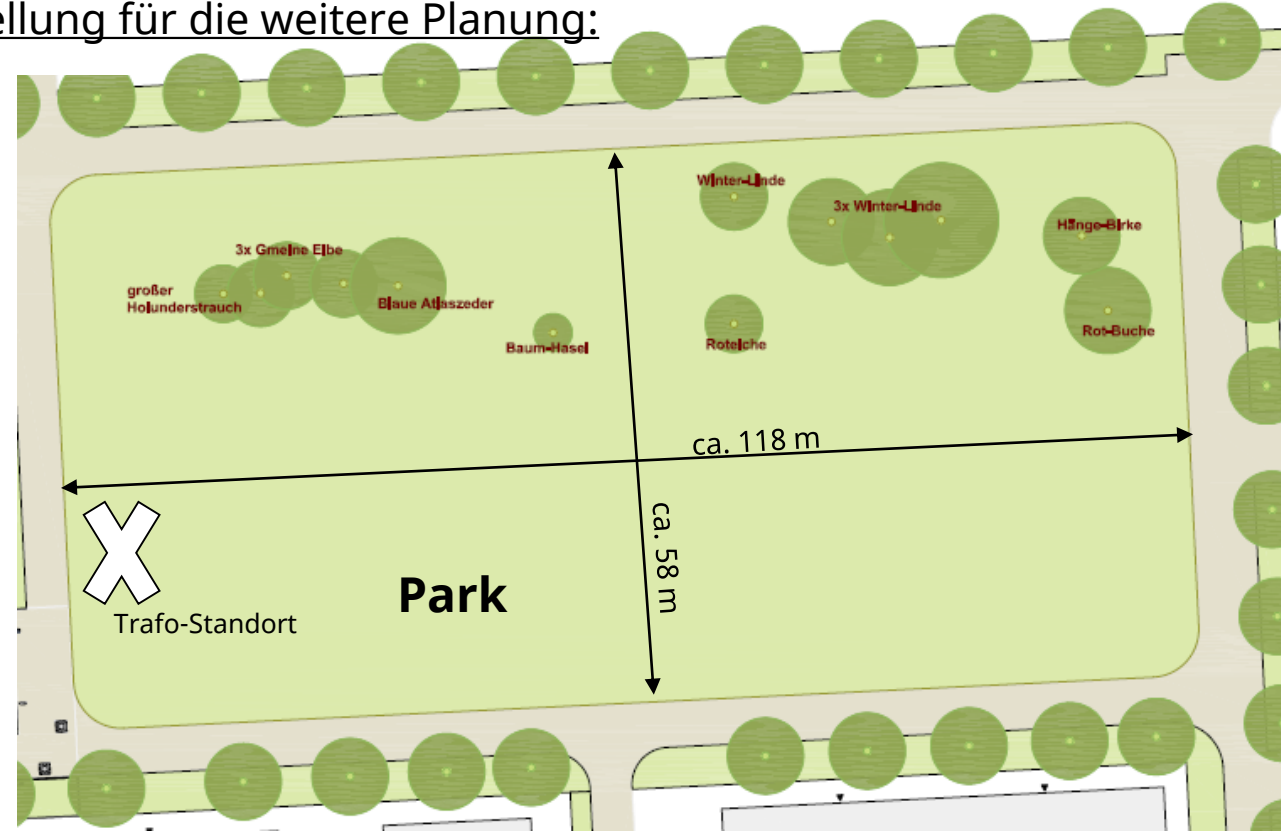 ellung für die weitere Planung:
Winter-Linde
3x Winter-Linde
Hänge-Birke
3x Gmeine Eibe
großer
Holunderstrauch
Blaue Atlaszeder
Baum-Hasel
Roteiche
Rot-Buche
ca. 118 m
ca. 58 m
Park
Trafo-Standort